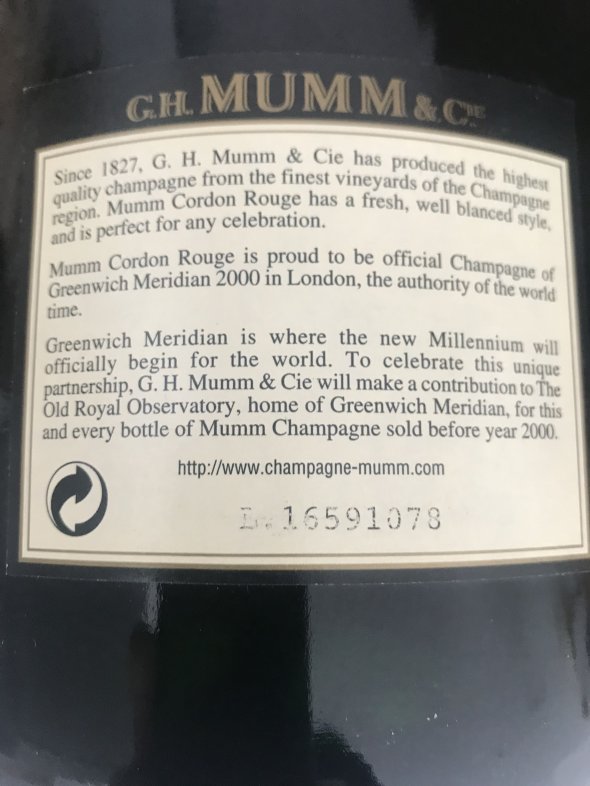 G.H. MUMM & CIE
Since 1827, G. H. Mumm & Cie has produced the highest
quality champagne from the finest vineyards of the Champagne
region. Mumm Cordon Rouge has a fresh, well blanced style,
and is perfect for any celebration.
Mumm Cordon Rouge is proud to be official Champagne of
Greenwich Meridian 2000 in London, the authority of the world
time.
Greenwich Meridian is where the new Millennium will
officially begin for the world. To celebrate this unique
partnership, G. H. Mumm & Cie will make a contribution to The
Old Royal Observatory, home of Greenwich Meridian, for this
and every bottle of Mumm Champagne sold before year 2000.
http://www.champagne-mumm.com
L. 16591078